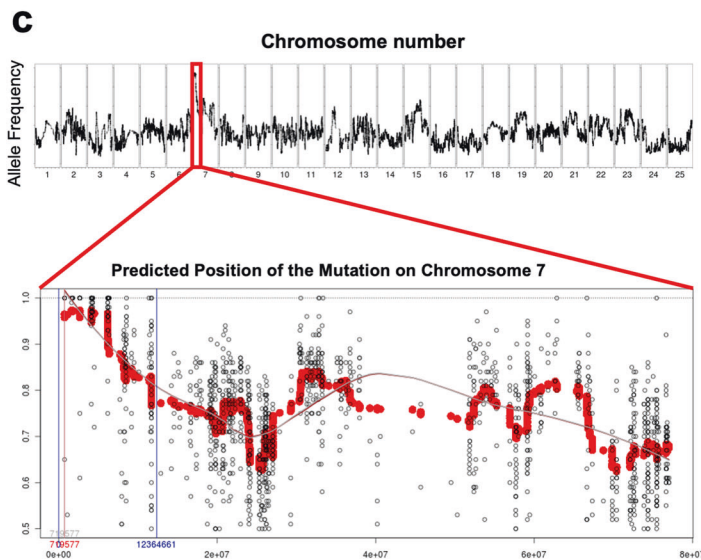 C
Chromosome number
Allele Frequency
1 2 3 4 5 6 7 8 9 10 11 12 13 14 15 16 17 18 19 20 21 22 23 24 25
Predicted Position of the Mutation on Chromosome 7
1.0
0.9
0.8
0.7
0.6
0.5
719577
719577 12364661
0e+00 2e+07 4e+07 6e+07 8e+07